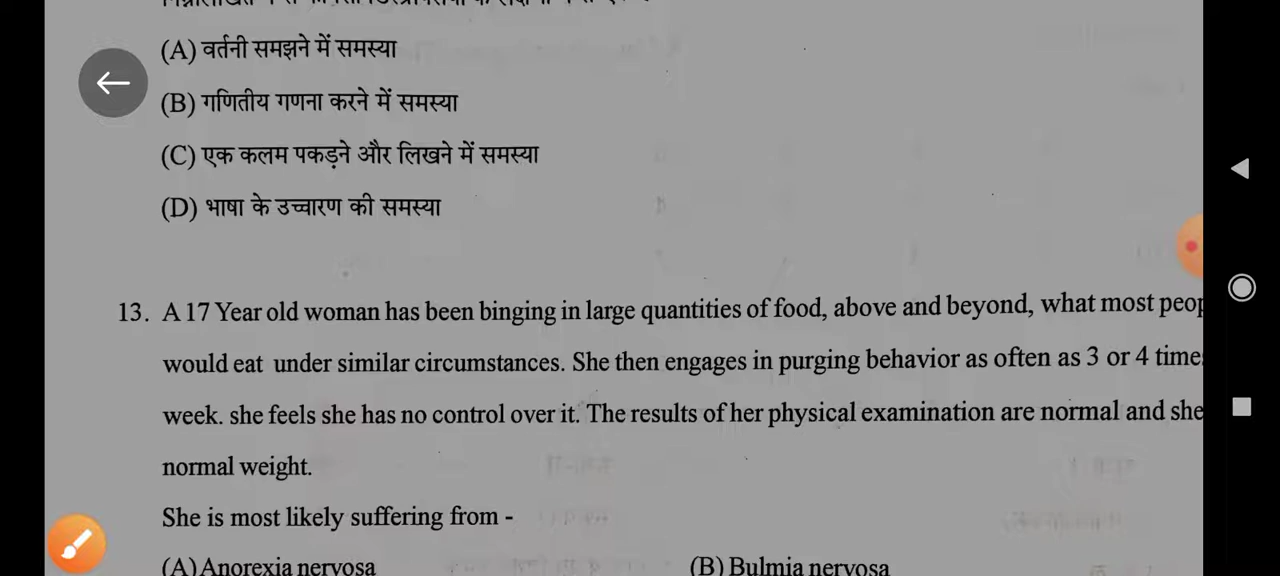 (A) वर्तनी समझने में समस्या
(B) गणितीय गणना करने में समस्या
(C) एक कलम पकड़ने और लिखने में समस्या
(D) भाषा के उच्चारण की समस्या
13. A 17 Year old woman has been binging in large quantities of food, above and beyond, what most peop
would eat under similar circumstances. She then engages in purging behavior as often as 3 or 4 time
week. she feels she has no control over it. The results of her physical examination are normal and she
normal weight.
She is most likely suffering from -
(A) Anorexia nervosa (B) Bulmia nervosa